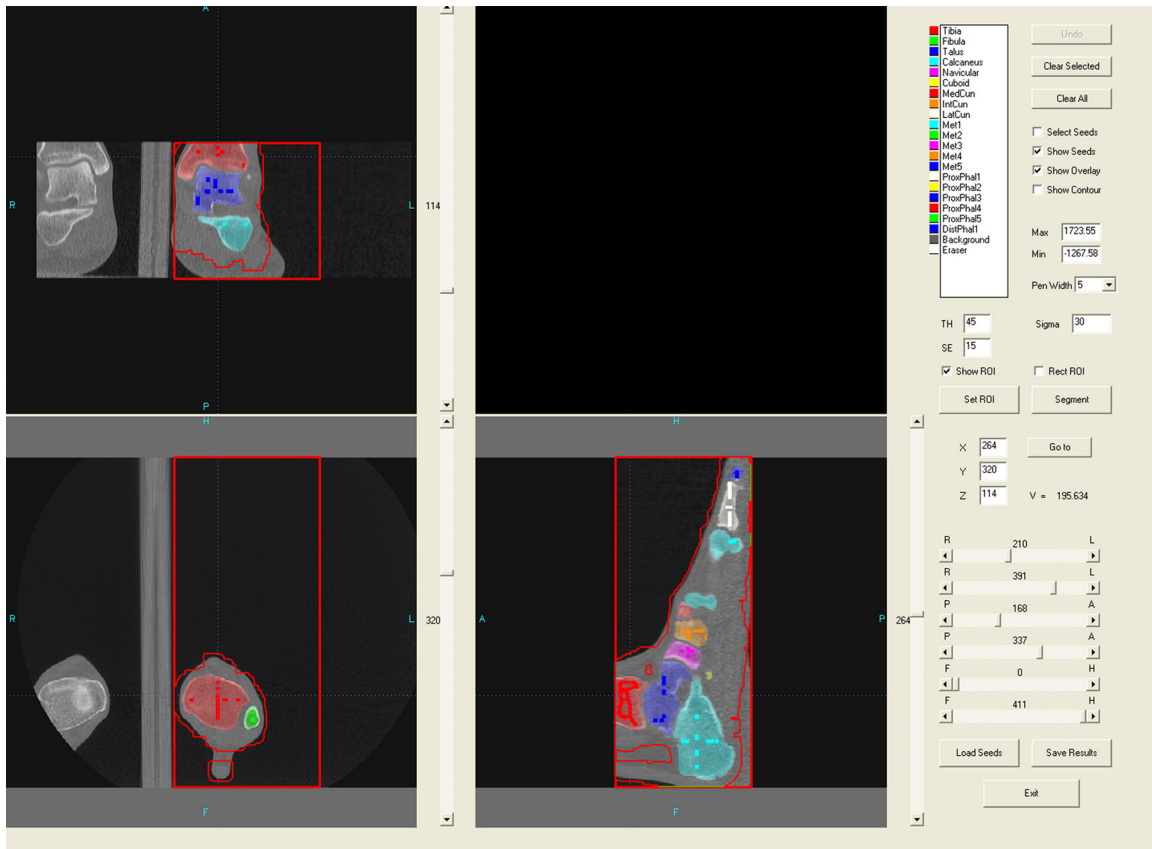 A
R
L
114
P
H
R
L
320
F
H
A
P
264
F
Tibia
Fibula
Talus
Calcaneus
Navicular
Cuboid
MedCun
IntCun
LatCun
Met1
Met2
Met3
Met4
Met5
ProxPhal1
ProxPhal2
ProxPhal3
ProxPhal4
ProxPhal5
DistPhal1
Background
Eraser
Undo
Clear Selected
Clear All
Select Seeds
Show Seeds
Show Overlay
Show Contour
Max 1723.55
Min -1267.58
Pen Width 5
TH 45 Sigma 30
SE 15
Show ROI Rect ROI
Set ROI Segment
X 264 Go to
Y 320
Z 114 V = 195.634
R 210 L
R 391 L
P 168 A
P 337 A
F 0 H
F 411 H
Load Seeds Save Results
Exit